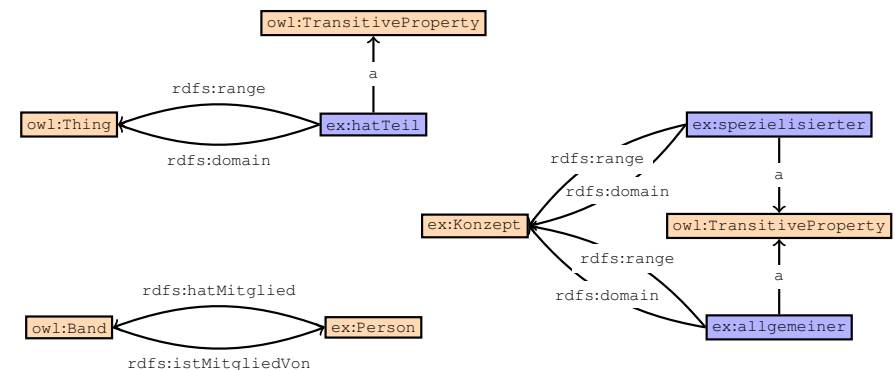 owl:TransitiveProperty
a
rdfs:range
owl:Thing
ex:hatTeil
rdfs:domain
ex:spezielisierter
rdfs:range
rdfs:domain
a
ex:Konzept
owl:TransitiveProperty
rdfs:range
a
rdfs:domain
ex:allgemeiner
rdfs:hatMitglied
owl:Band
ex:Person
rdfs:istMitgliedVon